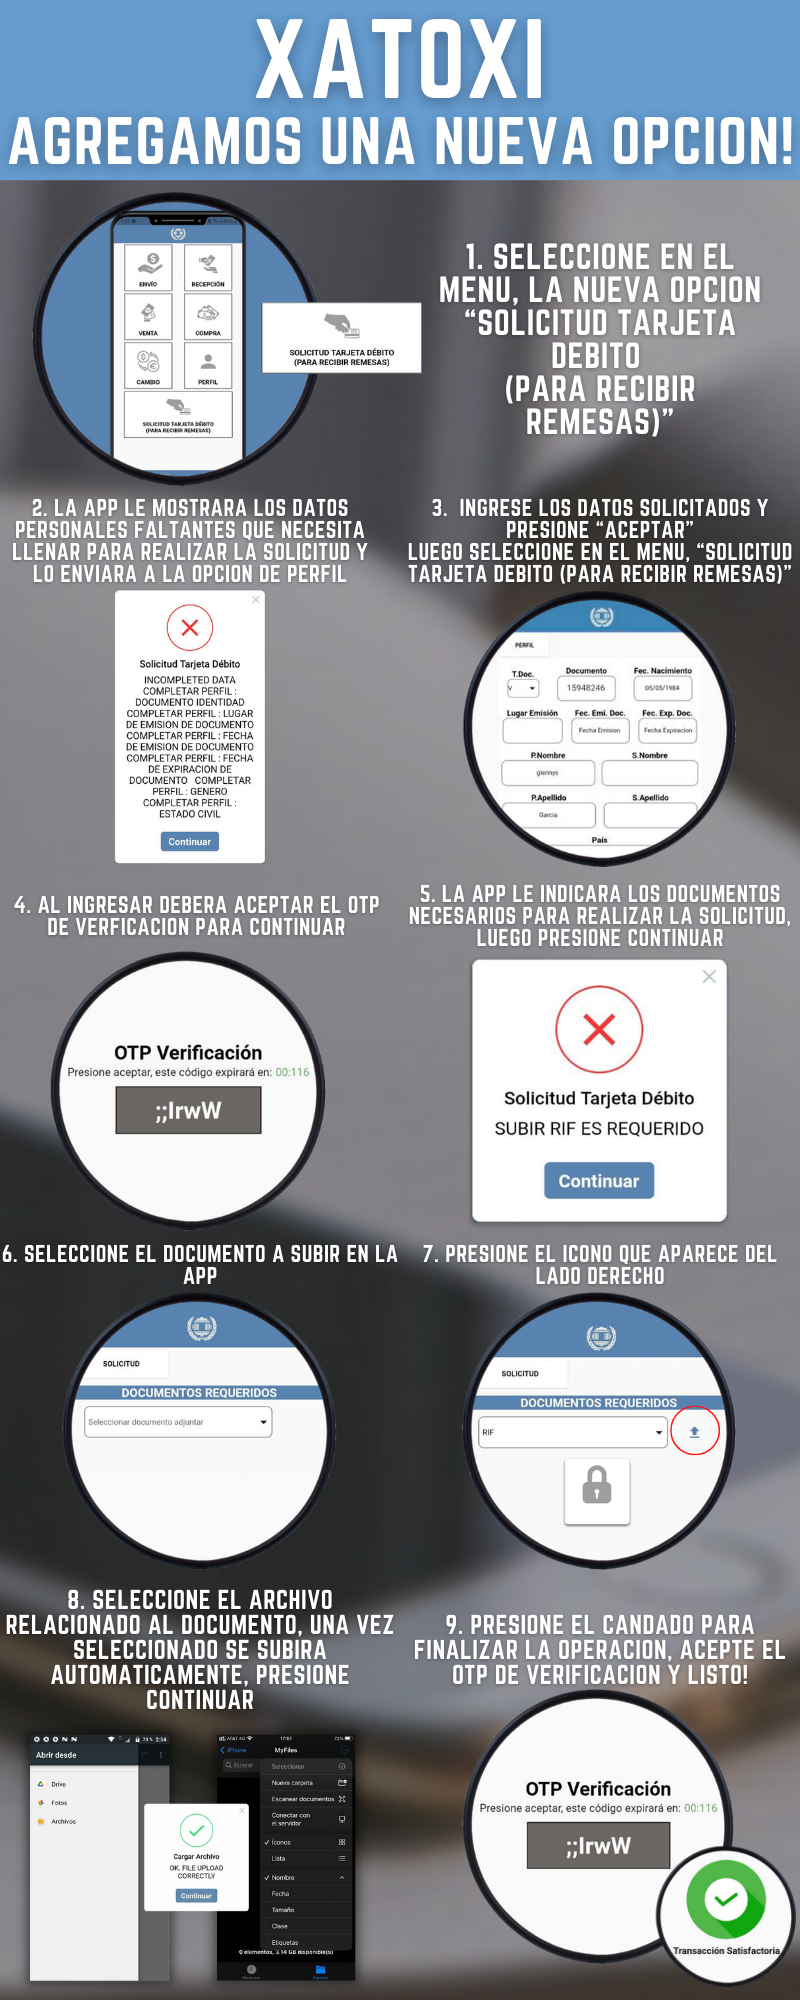 XATOXI
AGREGAMOS UNA NUEVA OPCION!
ENVÍO
RECEPCIÓN
VENTA
COMPRA
CAMBIO
PERFIL
SOLICITUD TARJETA DÉBITO
(PARA RECIBIR REMESAS)
SOLICITUD TARJETA DÉBITO
(PARA RECIBIR REMESAS)
1. SELECCIONE EN EL
MENU, LA NUEVA OPCION
“SOLICITUD TARJETA
DEBITO
(PARA RECIBIR
REMESAS)”
2. LA APP LE MOSTRARA LOS DATOS
PERSONALES FALTANTES QUE NECESITA
LLENAR PARA REALIZAR LA SOLICITUD Y
LO ENVIARA A LA OPCION DE PERFIL
Solicitud Tarjeta Débito
INCOMPLETED DATA
COMPLETAR PERFIL :
DOCUMENTO IDENTIDAD
COMPLETAR PERFIL : LUGAR
DE EMISION DE DOCUMENTO
COMPLETAR PERFIL : FECHA
DE EMISION DE DOCUMENTO
COMPLETAR PERFIL : FECHA
DE EXPIRACION DE
DOCUMENTO COMPLETAR
PERFIL : GENERO
COMPLETAR PERFIL :
ESTADO CIVIL
Continuar
3. INGRESE LOS DATOS SOLICITADOS Y
PRESIONE “ACEPTAR”
LUEGO SELECCIONE EN EL MENU, “SOLICITUD
TARJETA DEBITO (PARA RECIBIR REMESAS)”
PERFIL
T.Doc. Documento Fec. Nacimiento
V 15948246 05/05/1984
Lugar Emisión Fec. Emi. Doc. Fec. Exp. Doc.
Fecha Emision Fecha Expiracion
P.Nombre S.Nombre
glennys
P.Apellido S.Apellido
Garcia
País
4. AL INGRESAR DEBERA ACEPTAR EL OTP
DE VERFICACION PARA CONTINUAR
OTP Verificación
Presione aceptar, este código expirará en: 00:116
;;IrwW
5. LA APP LE INDICARA LOS DOCUMENTOS
NECESARIOS PARA REALIZAR LA SOLICITUD,
LUEGO PRESIONE CONTINUAR
Solicitud Tarjeta Débito
SUBIR RIF ES REQUERIDO
Continuar
6. SELECCIONE EL DOCUMENTO A SUBIR EN LA
APP
SOLICITUD
DOCUMENTOS REQUERIDOS
Seleccionar documento adjuntar
7. PRESIONE EL ICONO QUE APARECE DEL
LADO DERECHO
SOLICITUD
DOCUMENTOS REQUERIDOS
RIF
8. SELECCIONE EL ARCHIVO
RELACIONADO AL DOCUMENTO, UNA VEZ
SELECCIONADO SE SUBIRA
AUTOMATICAMENTE, PRESIONE
CONTINUAR
73% 2:54
Abrir desde
Drive
Fotos
Archivos
Cargar Archivo
OK. FILE UPLOAD
CORRECTLY
Continuar
AT&T 4G 17:51 72%
iPhone MyFiles
Buscar
Seleccionar
Nueva carpeta
Escanear documentos
Conectar con
el servidor
Íconos
Lista
Nombre
Fecha
Tamaño
Clase
Etiquetas
0 elementos, 3.14 GB disponible(s)
9. PRESIONE EL CANDADO PARA
FINALIZAR LA OPERACION, ACEPTE EL
OTP DE VERIFICACION Y LISTO!
OTP Verificación
Presione aceptar, este código expirará en: 00:116
;;IrwW
Transacción Satisfactoria